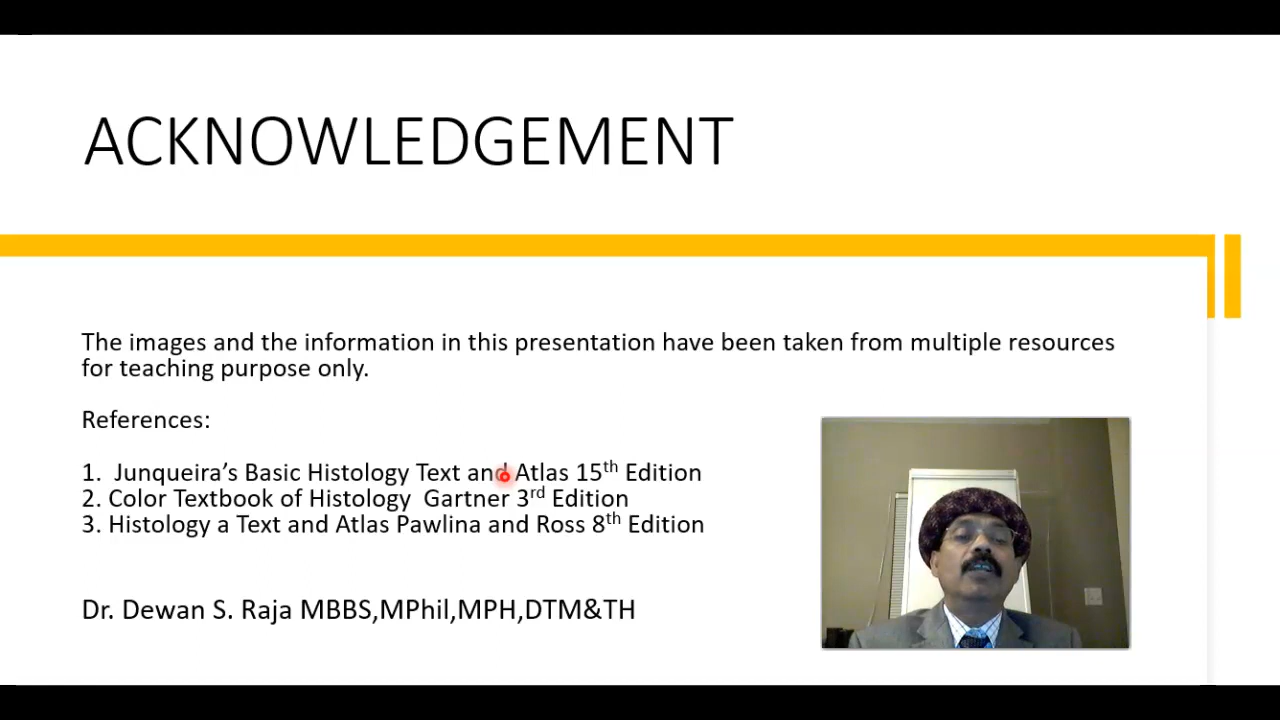 ACKNOWLEDGEMENT
The images and the information in this presentation have been taken from multiple resources
for teaching purpose only.
References:
1. Junqueira’s Basic Histology Text and Atlas 15th Edition
2. Color Textbook of Histology Gartner 3rd Edition
3. Histology a Text and Atlas Pawlina and Ross 8th Edition
Dr. Dewan S. Raja MBBS,MPhil,MPH,DTM&TH